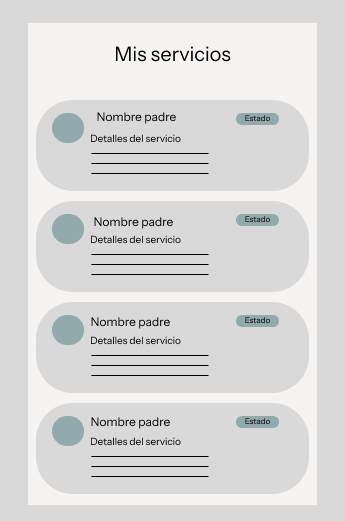 Mis servicios
Nombre padre
Estado
Detalles del servicio
Nombre padre
Estado
Detalles del servicio
Nombre padre
Estado
Detalles del servicio
Nombre padre
Estado
Detalles del servicio